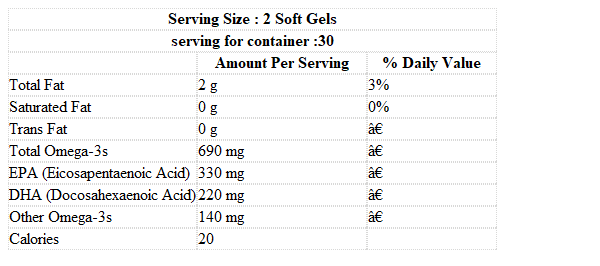 Serving Size : 2 Soft Gels
serving for container :30
Amount Per Serving % Daily Value
Total Fat 2 g 3%
Saturated Fat 0 g 0%
Trans Fat 0 g â€
Total Omega-3s 690 mg â€
EPA (Eicosapentaenoic Acid) 330 mg â€
DHA (Docosahexaenoic Acid) 220 mg â€
Other Omega-3s 140 mg â€
Calories 20